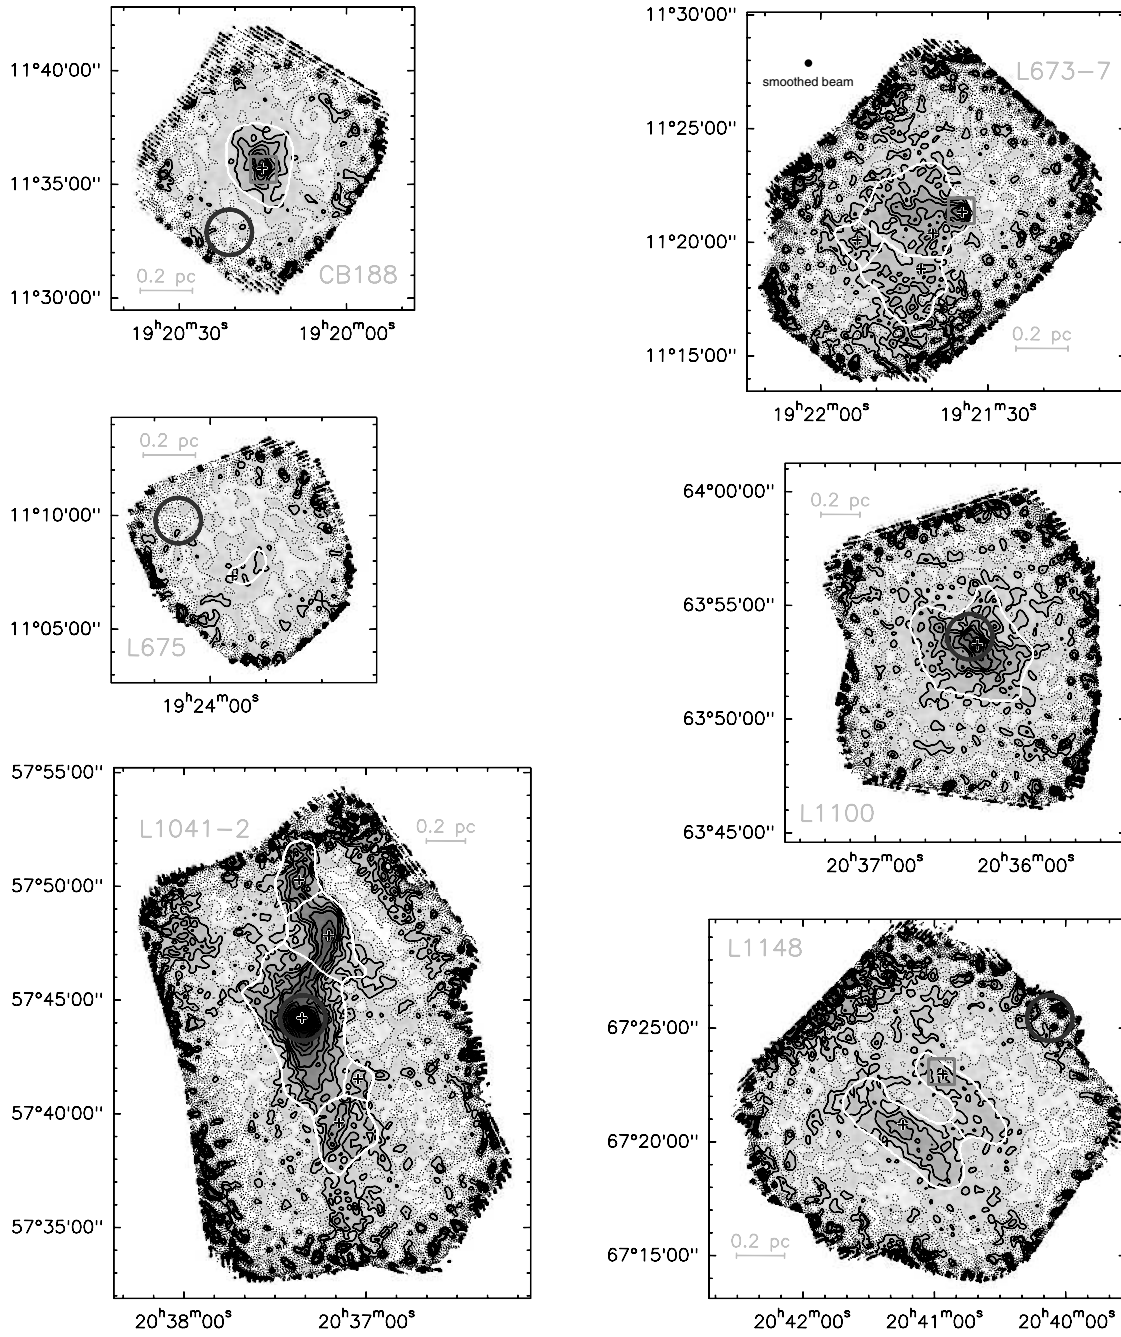 11°40'00"
11°35'00"
11°30'00"
0.2 pc
CB188
19ʰ20ᵐ30ˢ
19ʰ20ᵐ00ˢ
11°30'00"
11°25'00"
11°20'00"
11°15'00"
smoothed beam
L673-7
0.2 pc
19ʰ22ᵐ00ˢ
19ʰ21ᵐ30ˢ
11°10'00"
11°05'00"
0.2 pc
L675
19ʰ24ᵐ00ˢ
64°00'00"
63°55'00"
63°50'00"
63°45'00"
0.2 pc
L1100
20ʰ37ᵐ00ˢ
20ʰ36ᵐ00ˢ
57°55'00"
57°50'00"
57°45'00"
57°40'00"
57°35'00"
L1041-2
0.2 pc
20ʰ38ᵐ00ˢ
20ʰ37ᵐ00ˢ
L1148
67°25'00"
67°20'00"
67°15'00"
0.2 pc
20ʰ42ᵐ00ˢ
20ʰ41ᵐ00ˢ
20ʰ40ᵐ00ˢ